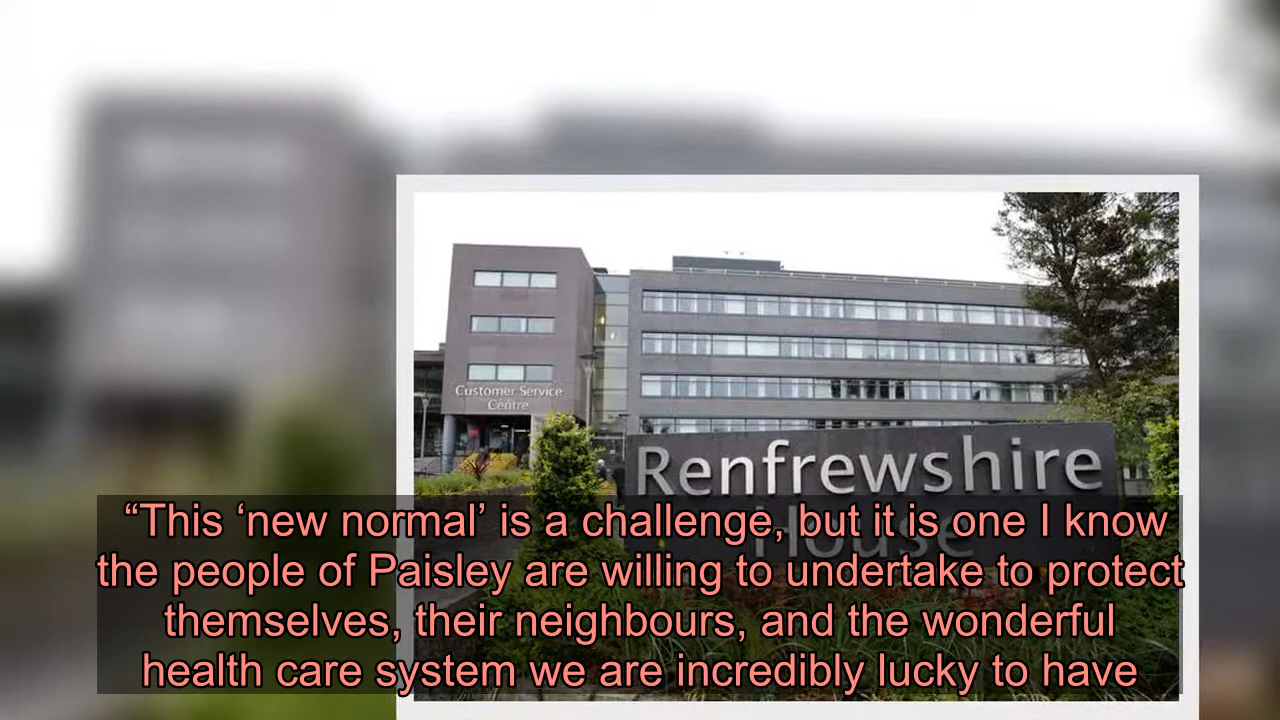 Customer Service
Centre
Renfrewshire
House
“This ‘new normal’ is a challenge, but it is one I know
the people of Paisley are willing to undertake to protect
themselves, their neighbours, and the wonderful
health care system we are incredibly lucky to have